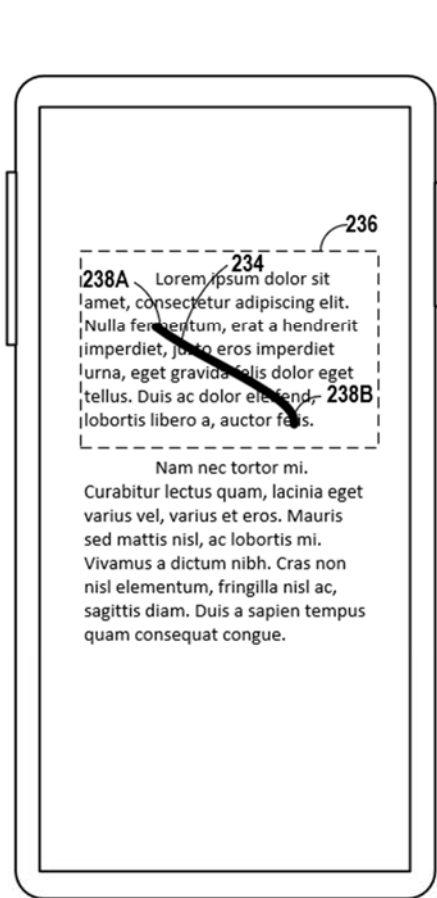 236
234
238A
Lorem ipsum dolor sit
amet, consectetur adipiscing elit.
Nulla fermentum, erat a hendrerit
imperdiet, justo eros imperdiet
urna, eget gravida felis dolor eget
tellus. Duis ac dolor eleifend,
238B
lobortis libero a, auctor felis.
Nam nec tortor mi.
Curabitur lectus quam, lacinia eget
varius vel, varius et eros. Mauris
sed mattis nisl, ac lobortis mi.
Vivamus a dictum nibh. Cras non
nisl elementum, fringilla nisl ac,
sagittis diam. Duis a sapien tempus
quam consequat congue.